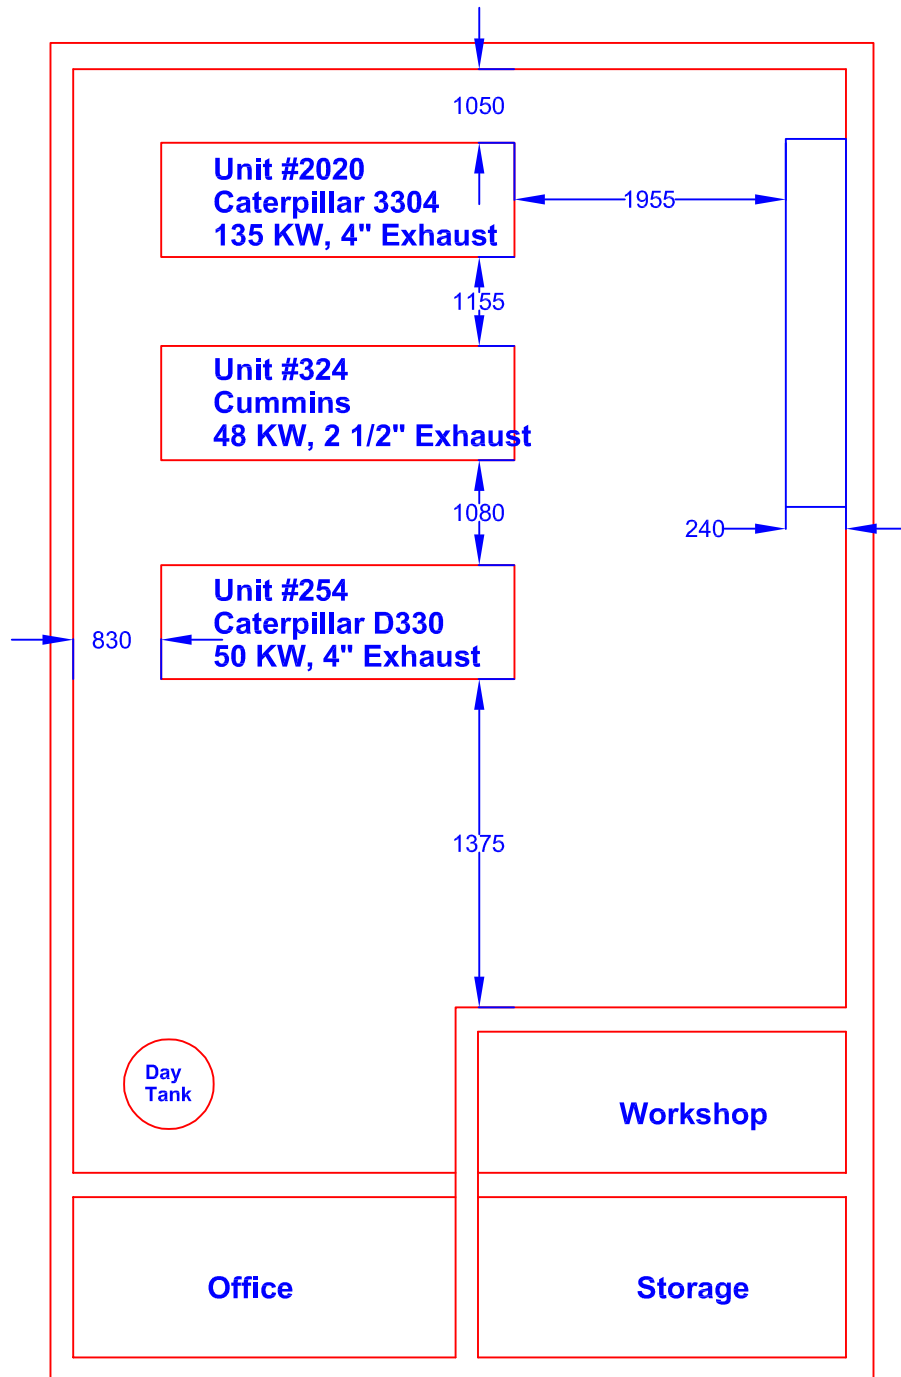 1050
Unit #2020
Caterpillar 3304
135 KW, 4" Exhaust
1955
1155
Unit #324
Cummins
48 KW, 2 1/2" Exhaust
1080
240
Unit #254
Caterpillar D330
50 KW, 4" Exhaust
830
1375
Day
Tank
Workshop
Office
Storage